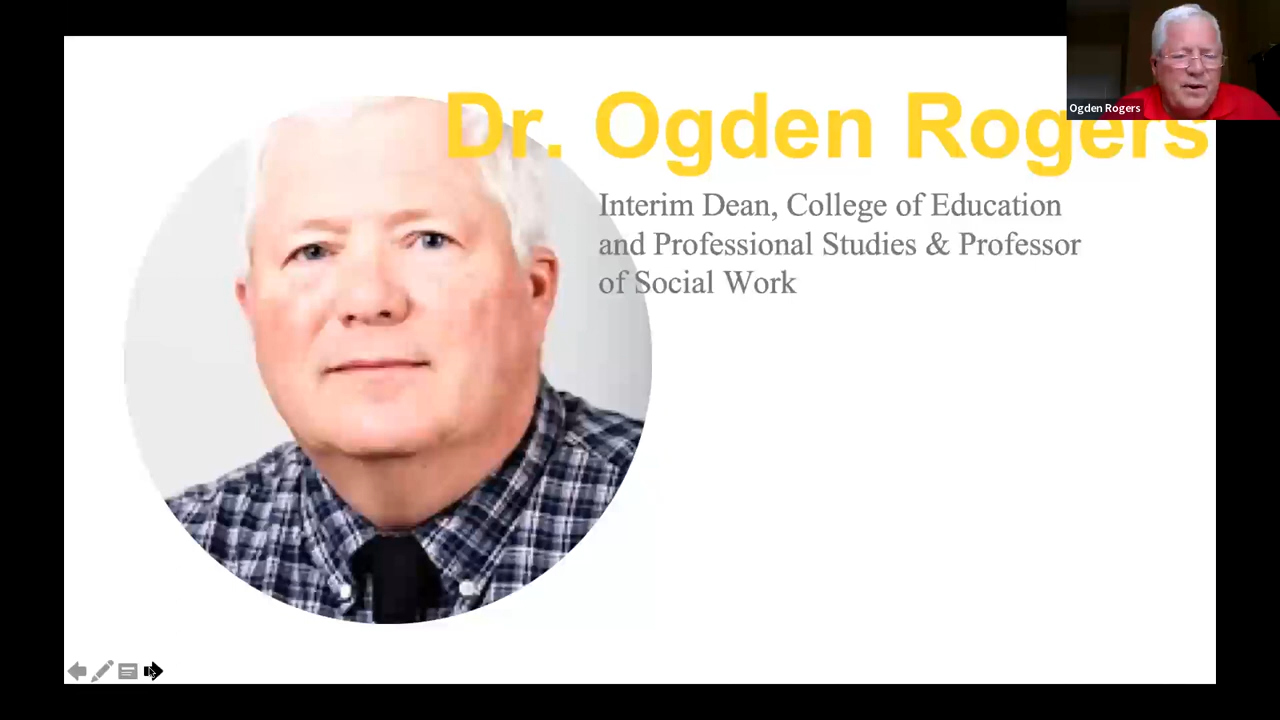 Dr. Ogden Rogers
Ogden Rogers
Interim Dean, College of Education
and Professional Studies & Professor
of Social Work